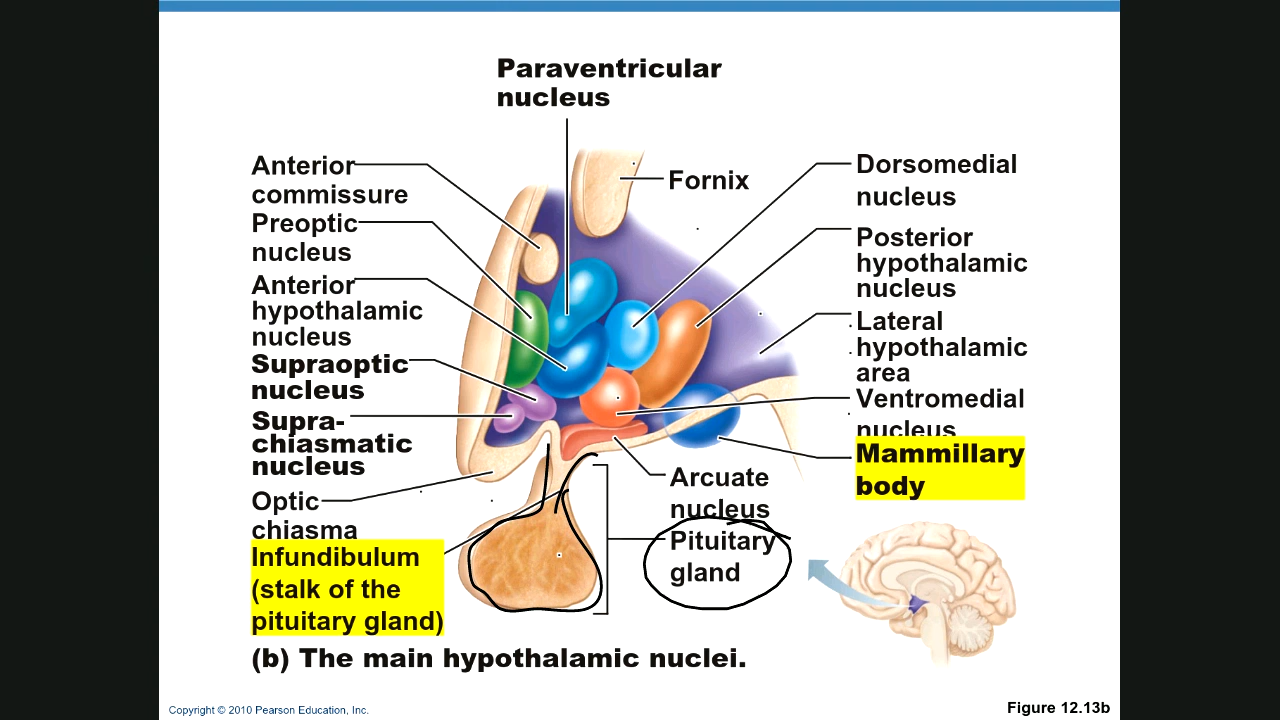 Paraventricular
nucleus
Anterior
commissure
Preoptic
nucleus
Anterior
hypothalamic
nucleus
Supraoptic
nucleus
Supra-
chiasmatic
nucleus
Optic
chiasma
Infundibulum
(stalk of the
pituitary gland)
Fornix
Dorsomedial
nucleus
Posterior
hypothalamic
nucleus
Lateral
hypothalamic
area
Ventromedial
nucleus
Mammillary
body
Arcuate
nucleus
Pituitary
gland
(b) The main hypothalamic nuclei.
Copyright © 2010 Pearson Education, Inc.
Figure 12.13b